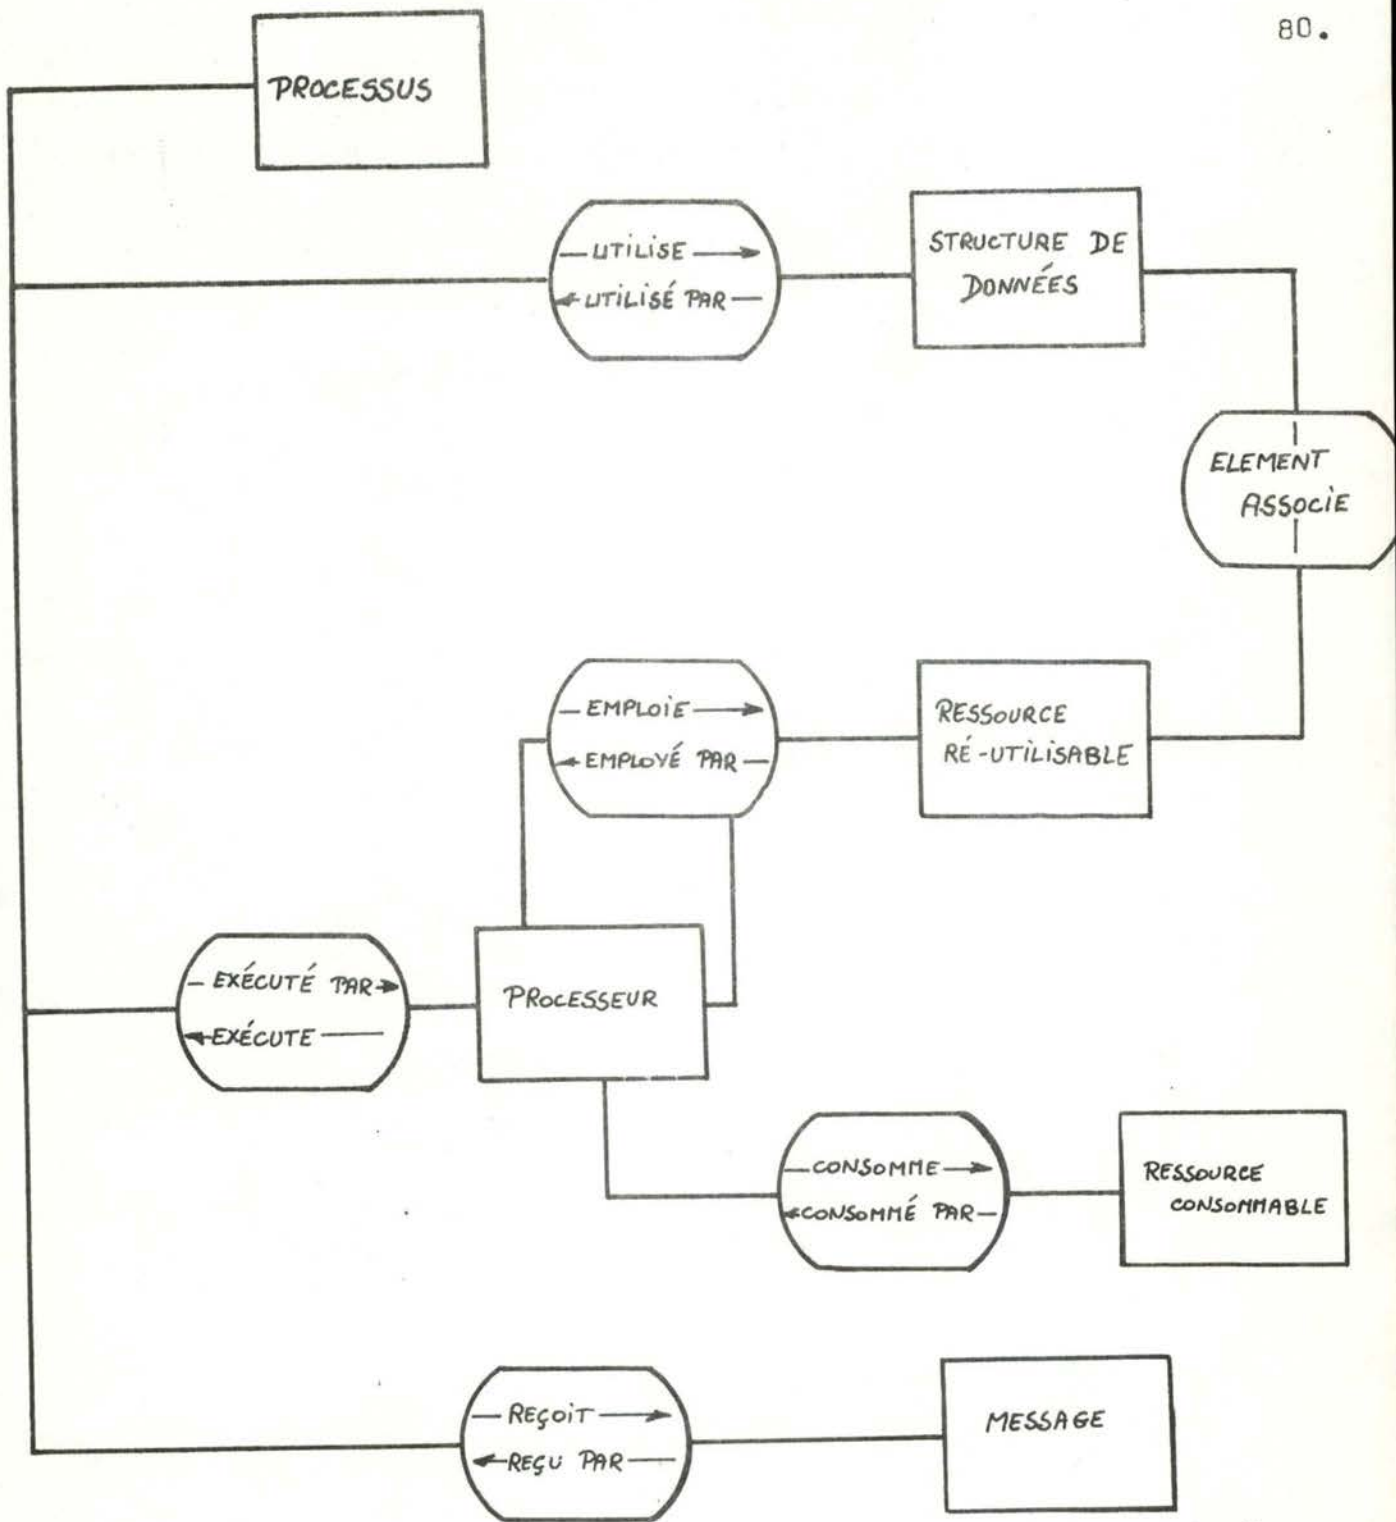 80.
PROCESSUS
UTILISE
UTILISÉ PAR
STRUCTURE DE
DONNÉES
ELEMENT
ASSOCIE
EMPLOIE
EMPLOYÉ PAR
RESSOURCE
RÉ-UTILISABLE
EXÉCUTÉ PAR
EXÉCUTE
PROCESSEUR
CONSOMME
CONSOMMÉ PAR
RESSOURCE
CONSOMMABLE
REÇOIT
REÇU PAR
MESSAGE